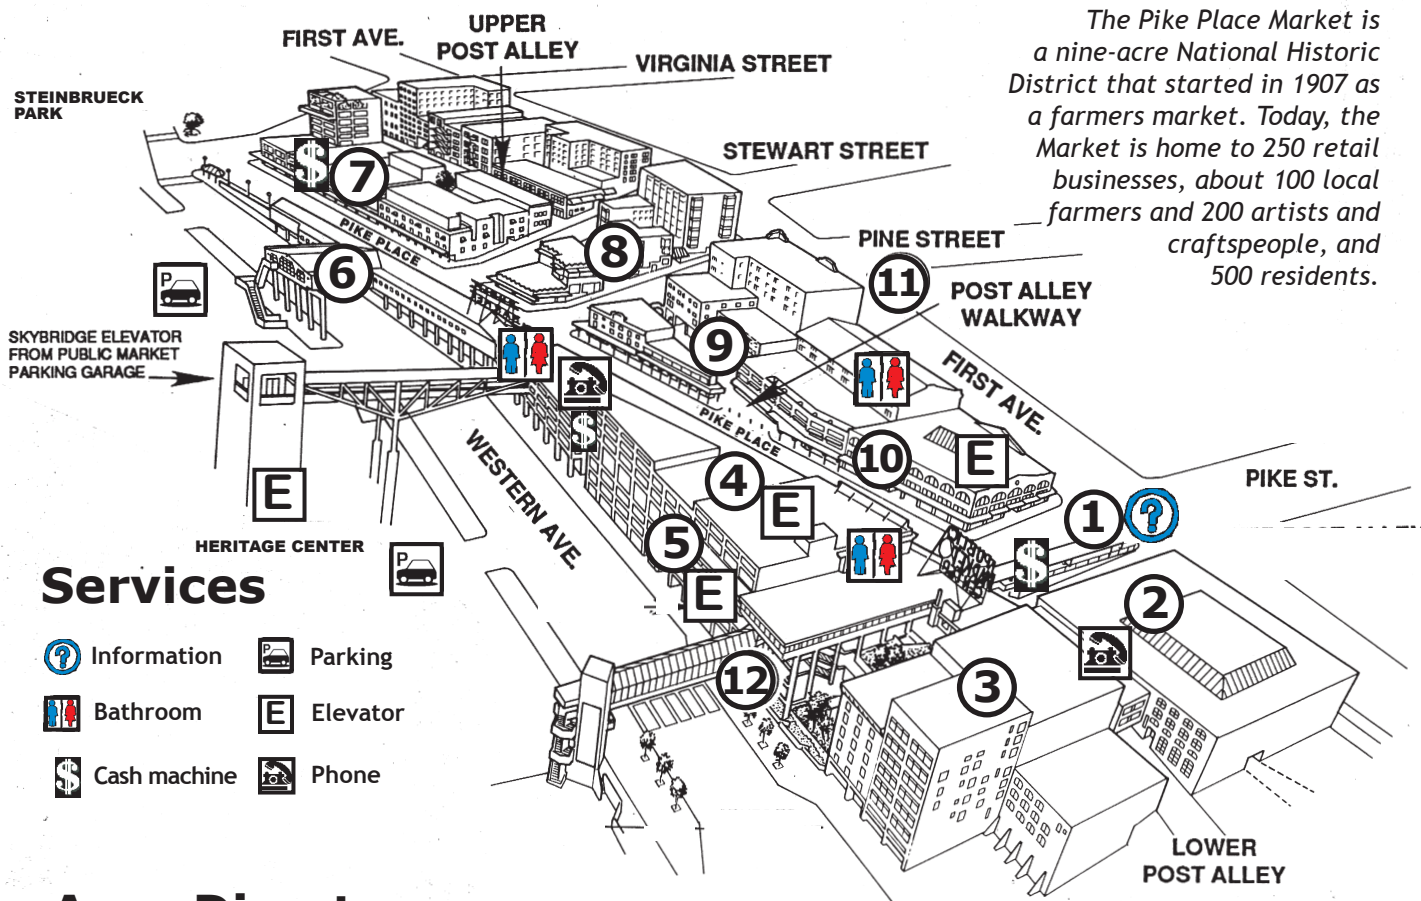 The Pike Place Market is
a nine-acre National Historic
District that started in 1907 as
a farmers market. Today, the
Market is home to 250 retail
businesses, about 100 local
farmers and 200 artists and
craftspeople, and
500 residents.
FIRST AVE.
UPPER
POST ALLEY
VIRGINIA STREET
STEINBRUECK
PARK
STEWART STREET
$
7
PIKE PLACE
PINE STREET
8
6
11
P
POST ALLEY
WALKWAY
SKYBRIDGE ELEVATOR
FROM PUBLIC MARKET
PARKING GARAGE
9
FIRST AVE.
PIKE PLACE
$
WESTERN AVE.
10
E
4
E
PIKE ST.
E
1
?
5
HERITAGE CENTER
P
$
E
2
12
3
Services
? Information
P Parking
Bathroom
E Elevator
$ Cash machine
Phone
LOWER
POST ALLEY